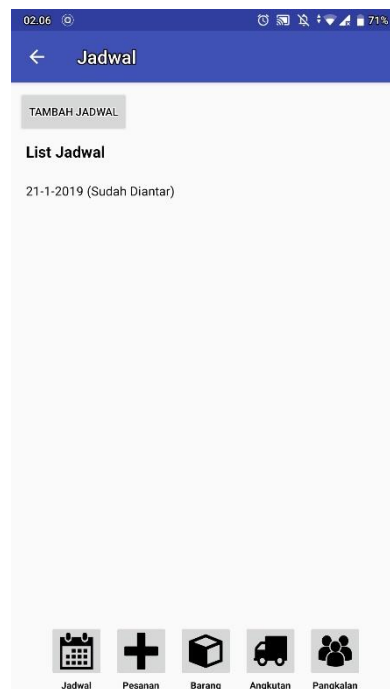 02.06 71%
Jadwal
TAMBAH JADWAL
List Jadwal
21-1-2019 (Sudah Diantar)
Jadwal Pesanan Barang Angkutan Pangkalan